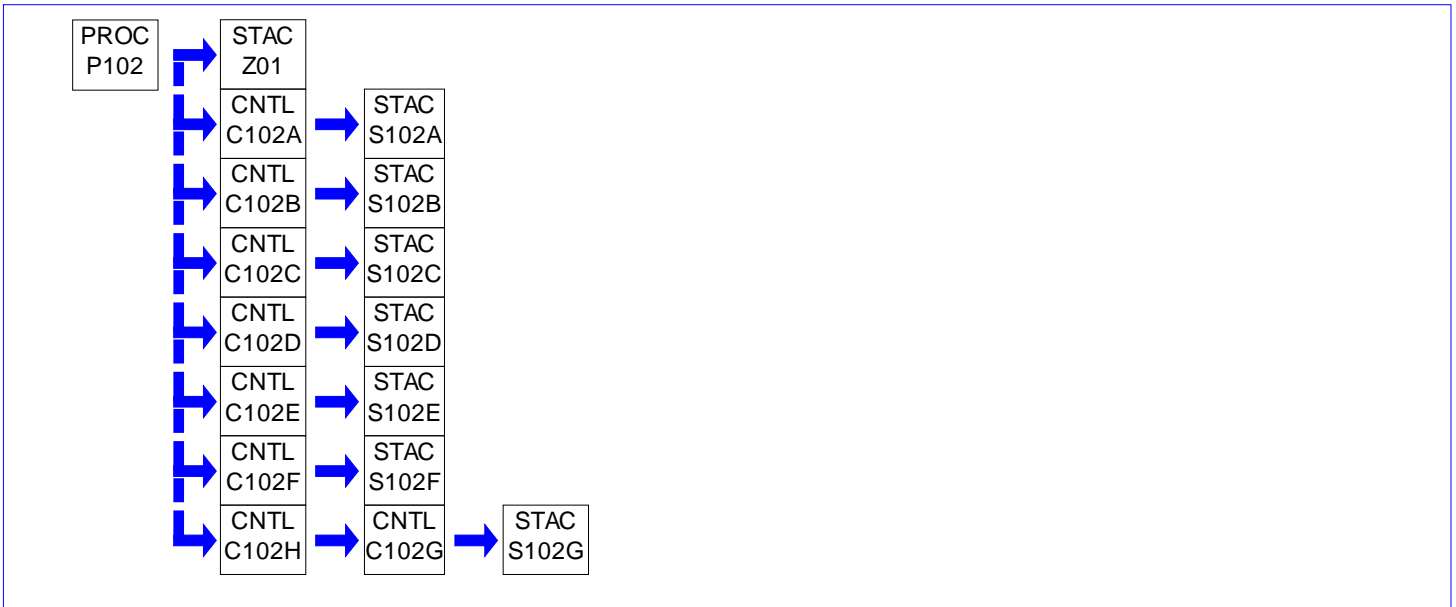 PROC
P102
STAC
Z01
CNTL
C102A
STAC
S102A
CNTL
C102B
STAC
S102B
CNTL
C102C
STAC
S102C
CNTL
C102D
STAC
S102D
CNTL
C102E
STAC
S102E
CNTL
C102F
STAC
S102F
CNTL
C102H
CNTL
C102G
STAC
S102G